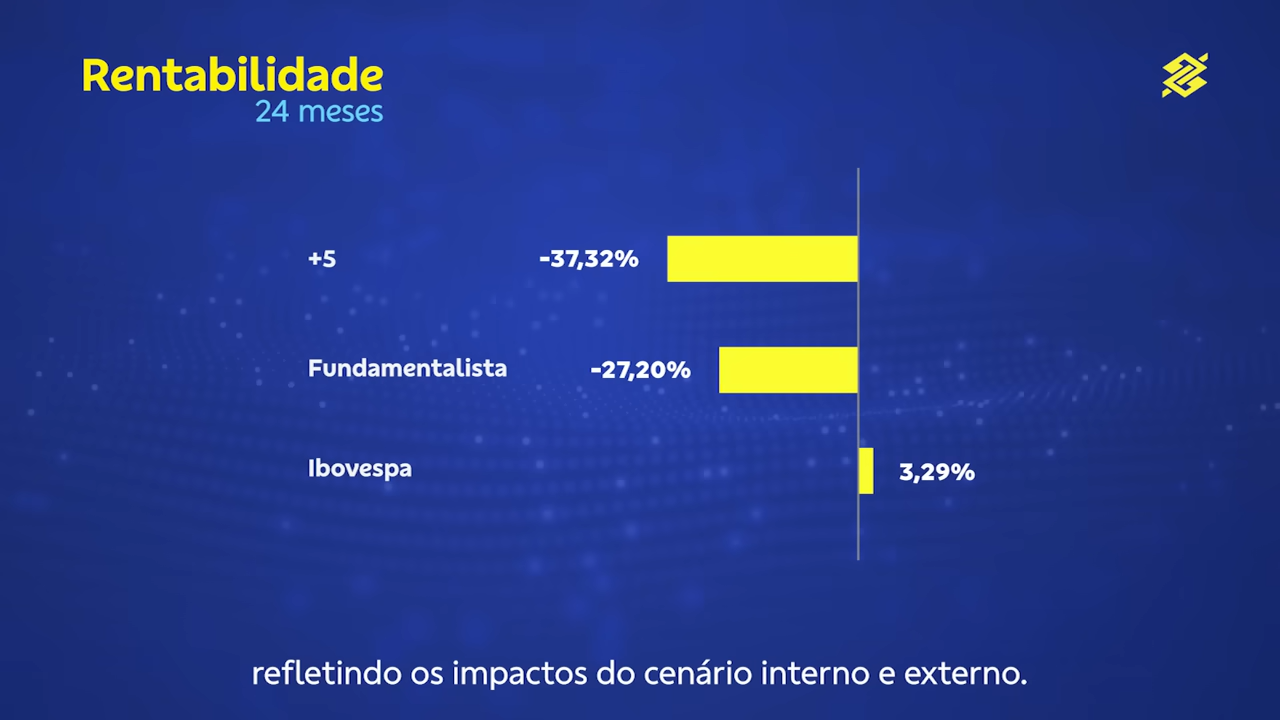 Rentabilidade
24 meses
+5 -37,32%
Fundamentalista -27,20%
Ibovespa 3,29%
refletindo os impactos do cenário interno e externo.